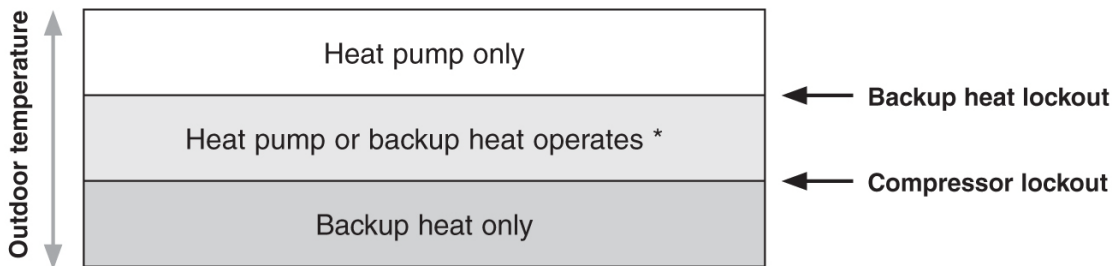 Outdoor temperature
Heat pump only
Backup heat lockout
Heat pump or backup heat operates *
Compressor lockout
Backup heat only